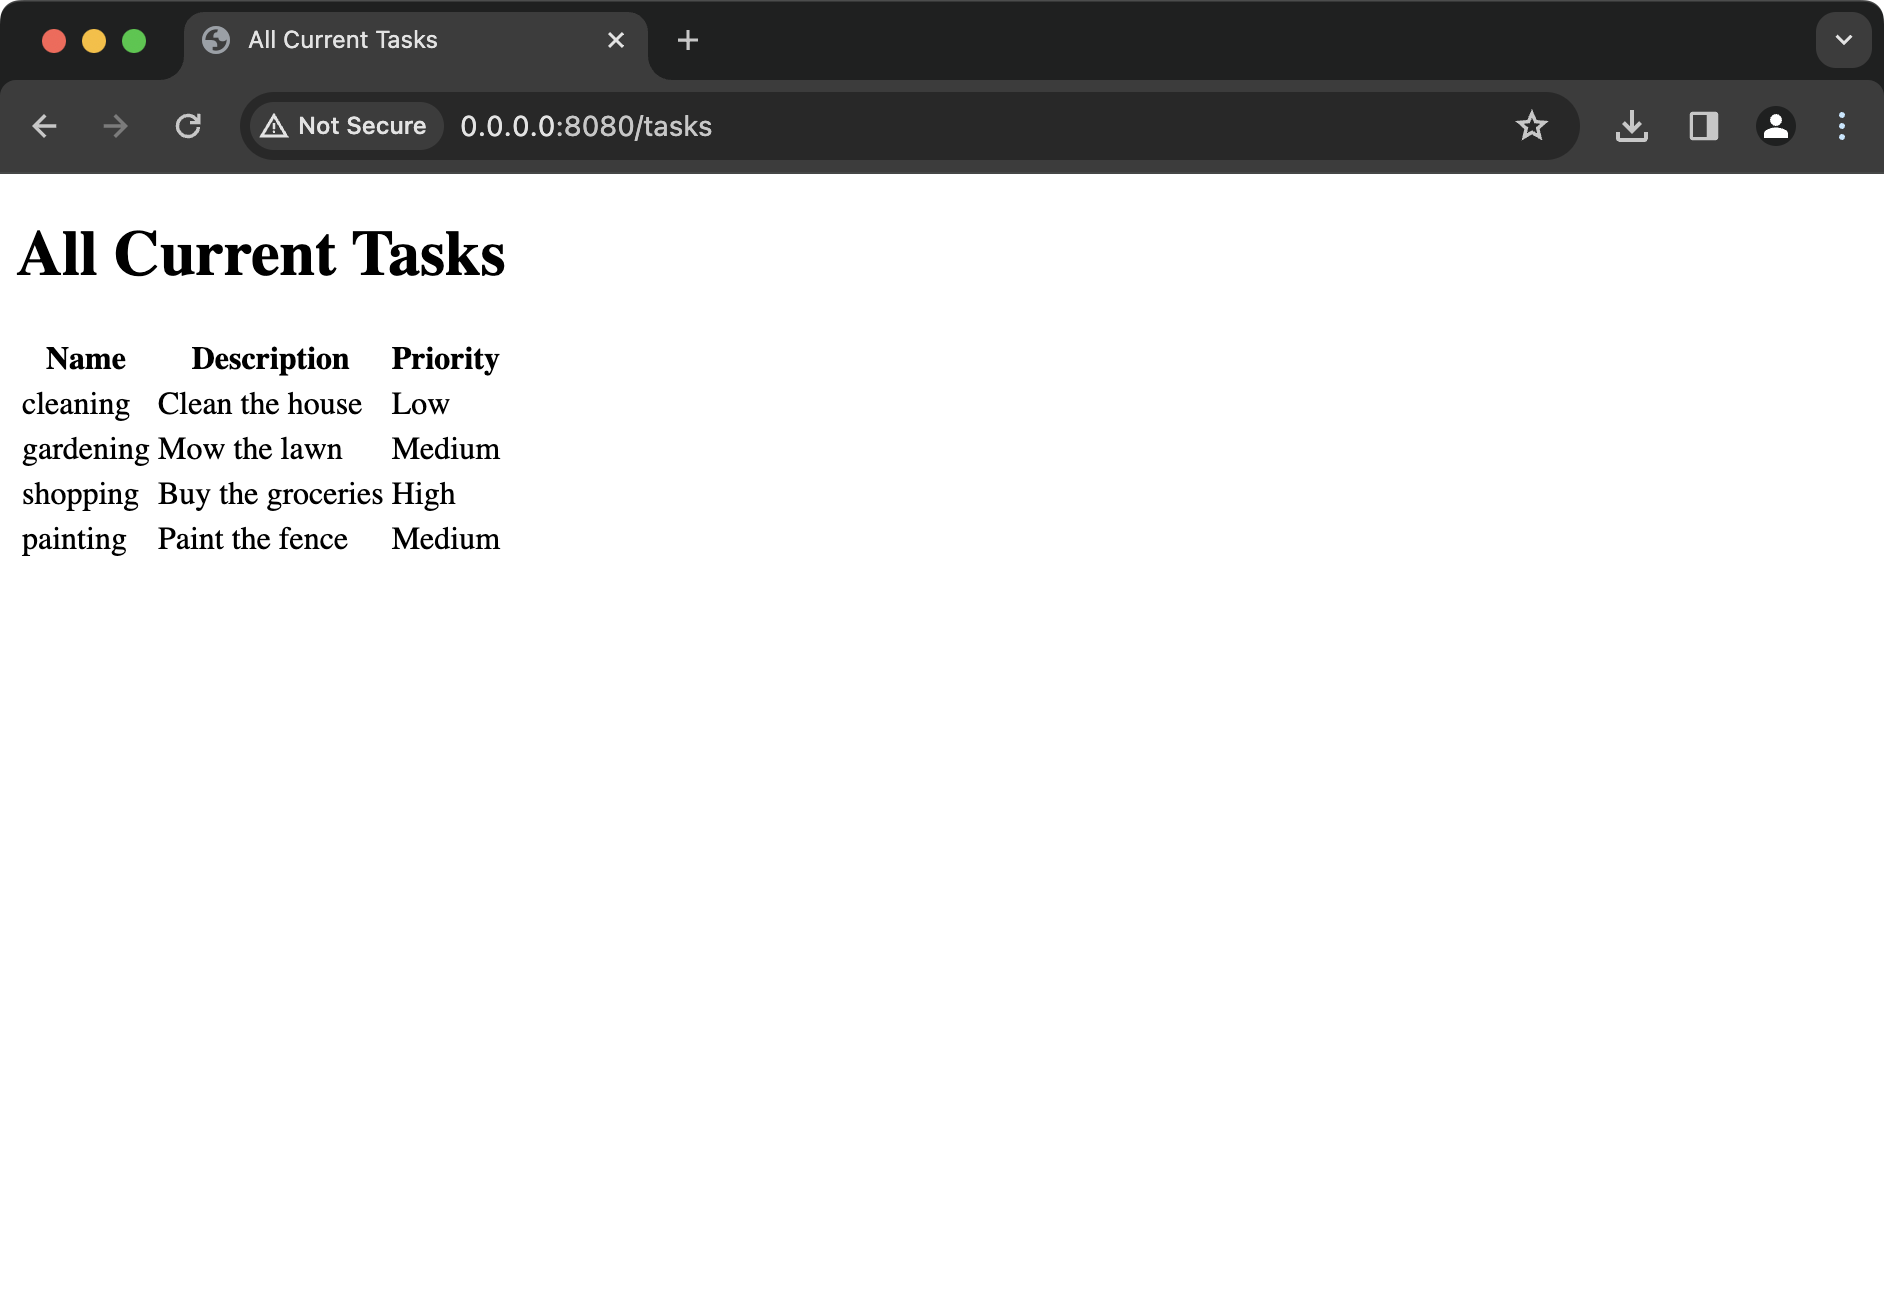 All Current Tasks
Not Secure 0.0.0.0:8080/tasks
All Current Tasks
Name Description Priority
cleaning Clean the house Low
gardening Mow the lawn Medium
shopping Buy the groceries High
painting Paint the fence Medium